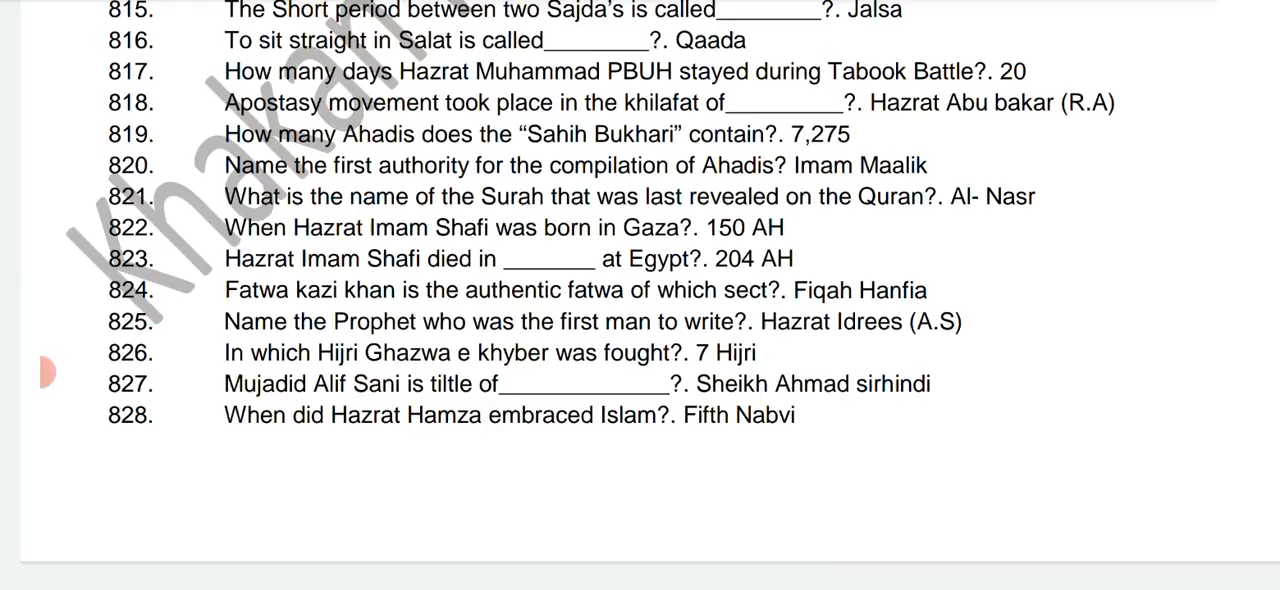 815. The Short period between two Sajda's is called________?. Jalsa
816. To sit straight in Salat is called________?. Qaada
817. How many days Hazrat Muhammad PBUH stayed during Tabook Battle?. 20
818. Apostasy movement took place in the khilafat of_________?. Hazrat Abu bakar (R.A)
819. How many Ahadis does the “Sahih Bukhari” contain?. 7,275
820. Name the first authority for the compilation of Ahadis? Imam Maalik
821. What is the name of the Surah that was last revealed on the Quran?. Al- Nasr
822. When Hazrat Imam Shafi was born in Gaza?. 150 AH
823. Hazrat Imam Shafi died in _______ at Egypt?. 204 AH
824. Fatwa kazi khan is the authentic fatwa of which sect?. Fiqah Hanfia
825. Name the Prophet who was the first man to write?. Hazrat Idrees (A.S)
826. In which Hijri Ghazwa e khyber was fought?. 7 Hijri
827. Mujadid Alif Sani is tiltle of_____________?. Sheikh Ahmad sirhindi
828. When did Hazrat Hamza embraced Islam?. Fifth Nabvi
Khakan